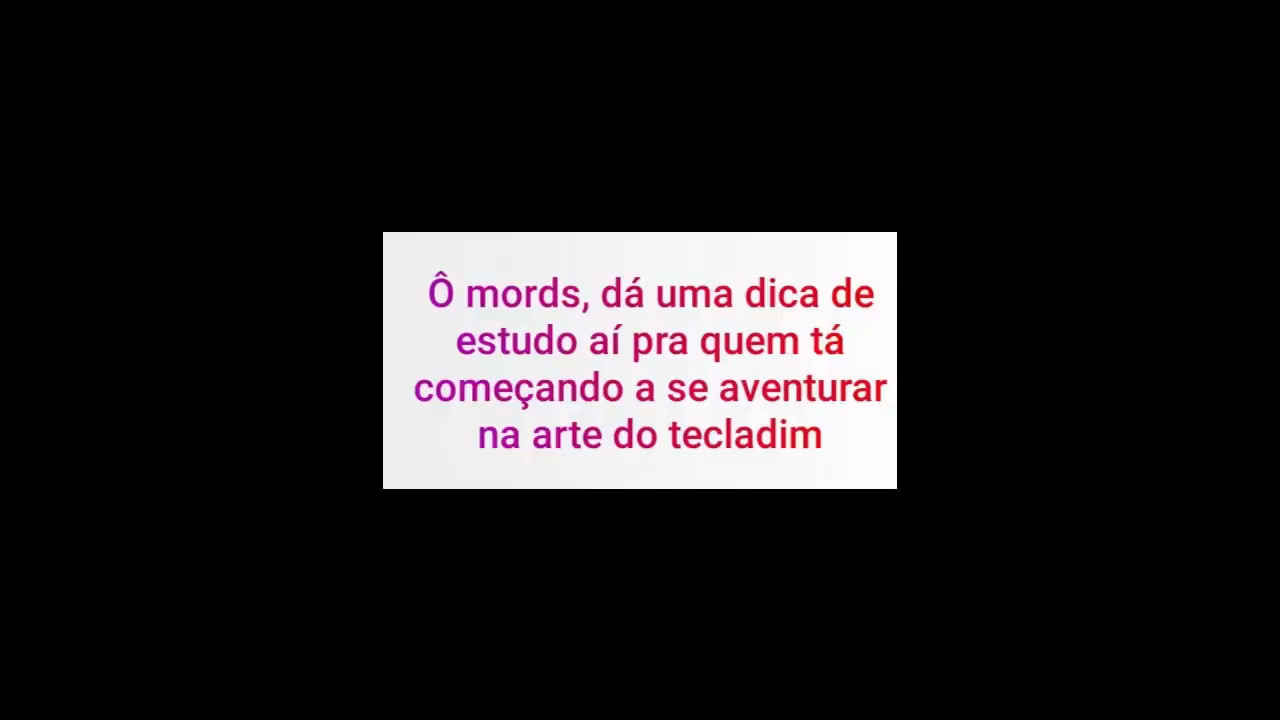 Ô mords, dá uma dica de
estudo aí pra quem tá
começando a se aventurar
na arte do tecladim